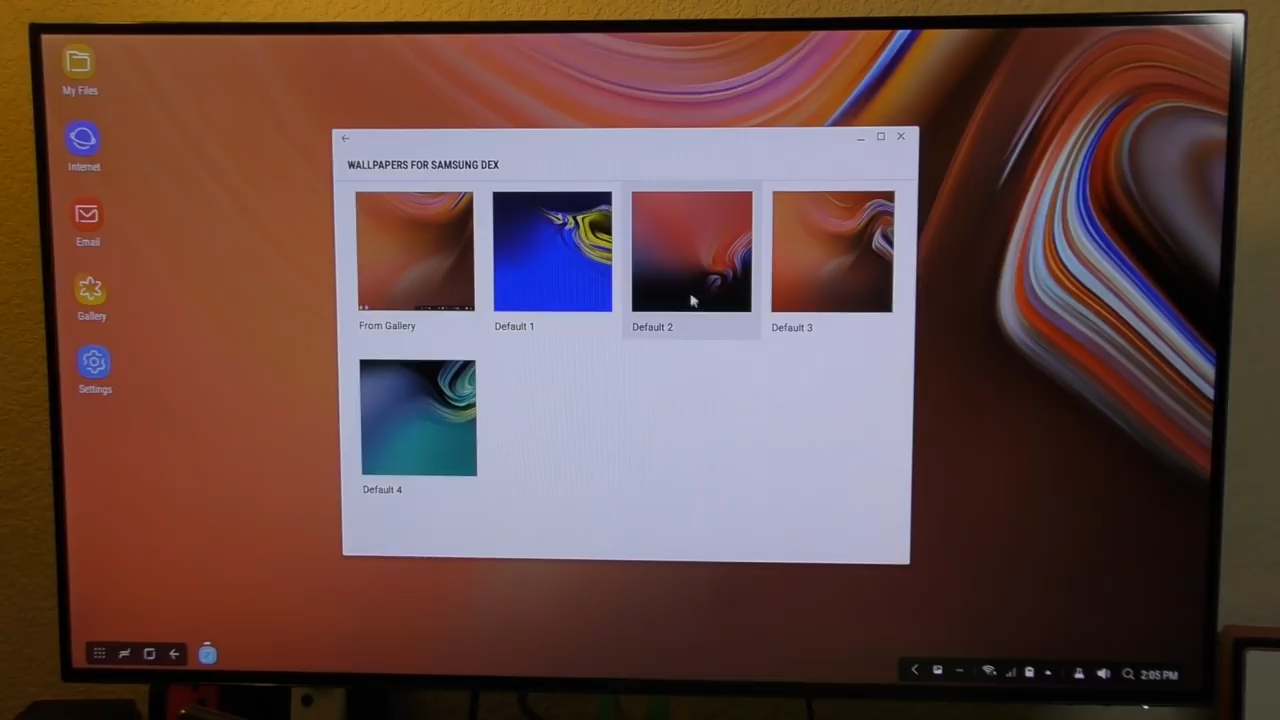 My Files
Internet
Email
Gallery
Settings
WALLPAPERS FOR SAMSUNG DEX
From Gallery
Default 1
Default 2
Default 3
Default 4
2:05 PM